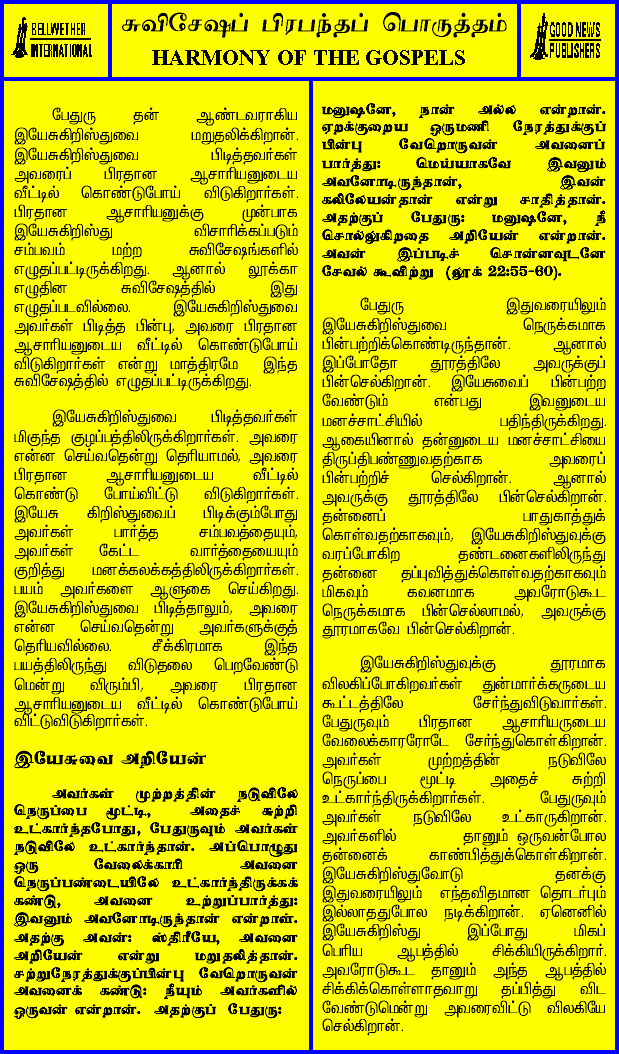 BELLWETHER
INTERNATIONAL
சுவிசேஷப் பிரபந்தப் பொருத்தம்
HARMONY OF THE GOSPELS
GOOD NEWS
PUBLISHERS
பேதுரு தன் ஆண்டவராகிய
இயேசுகிறிஸ்துவை மறுதலிக்கிறான்.
இயேசுகிறிஸ்துவை பிடித்தவர்கள்
அவரைப் பிரதான ஆசாரியனுடைய
வீட்டில் கொண்டுபோய் விடுகிறார்கள்.
பிரதான ஆசாரியனுக்கு முன்பாக
இயேசுகிறிஸ்து விசாரிக்கப்படும்
சம்பவம் மற்ற சுவிசேஷங்களில்
எழுதப்பட்டிருக்கிறது. ஆனால் லூக்கா
எழுதின சுவிசேஷத்தில் இது
எழுதப்படவில்லை. இயேசுகிறிஸ்துவை
அவர்கள் பிடித்த பின்பு, அவரை பிரதான
ஆசாரியனுடைய வீட்டில் கொண்டுபோய்
விடுகிறார்கள் என்று மாத்திரமே இந்த
சுவிசேஷத்தில் எழுதப்பட்டிருக்கிறது.
இயேசுகிறிஸ்துவை பிடித்தவர்கள்
மிகுந்த குழப்பத்திலிருக்கிறார்கள். அவரை
என்ன செய்வதென்று தெரியாமல், அவரை
பிரதான ஆசாரியனுடைய வீட்டில்
கொண்டு போய்விட்டு விடுகிறார்கள்.
இயேசு கிறிஸ்துவைப் பிடிக்கும்போது
அவர்கள் பார்த்த சம்பவத்தையும்,
அவர்கள் கேட்ட வார்த்தையையும்
குறித்து மனக்கலக்கத்திலிருக்கிறார்கள்.
பயம் அவர்களை ஆளுகை செய்கிறது.
இயேசுகிறிஸ்துவை பிடித்தாலும், அவரை
என்ன செய்வதென்று அவர்களுக்குத்
தெரியவில்லை. சீக்கிரமாக இந்த
பயத்திலிருந்து விடுதலை பெறவேண்டு
மென்று விரும்பி, அவரை பிரதான
ஆசாரியனுடைய வீட்டில் கொண்டுபோய்
விட்டுவிடுகிறார்கள்.
இயேசுவை அறியேன்
அவர்கள் முற்றத்தின் நடுவிலே
நெருப்பை மூட்டி, அதைச் சுற்றி
உட்கார்ந்தபோது, பேதுருவும் அவர்கள்
நடுவிலே உட்கார்ந்தான். அப்பொழுது
ஒரு வேலைக்காரி அவனை
நெருப்பண்டையிலே உட்கார்ந்திருக்கக்
கண்டு, அவனை உற்றுப்பார்த்து:
இவனும் அவனோடிருந்தான் என்றான்.
அதற்கு அவன்: ஸ்திரீயே, அவனை
அறியேன் என்று மறுதலித்தான்.
சற்றுநேரத்துக்குப்பின்பு வேறொருவன்
அவனைக் கண்டு: நீயும் அவர்களில்
ஒருவன் என்றான். அதற்குப் பேதுரு:
மனுஷனே, நான் அல்ல என்றான்.
ஏறக்குறைய ஒருமணி நேரத்துக்குப்
பின்பு வேறொருவன் அவனைப்
பார்த்து: மெய்யாகவே இவனும்
அவனோடிருந்தான், இவன்
கலிலேயன்தான் என்று சாதித்தான்.
அதற்குப் பேதுரு: மனுஷனே, நீ
சொல்லுகிறதை அறியேன் என்றான்.
அவன் இப்படிச் சொன்னவுடனே
சேவல் கூவிற்று (லூக் 22:55-60).
பேதுரு இதுவரையிலும்
இயேசுகிறிஸ்துவை நெருக்கமாக
பின்பற்றிக்கொண்டிருந்தான். ஆனால்
இப்போதோ தூரத்திலே அவருக்குப்
பின்செல்கிறான். இயேசுவைப் பின்பற்ற
வேண்டும் என்பது இவனுடைய
மனச்சாட்சியில் பதிந்திருக்கிறது.
ஆகையினால் தன்னுடைய மனச்சாட்சியை
திருப்திபண்ணுவதற்காக அவரைப்
பின்பற்றிச் செல்கிறான். ஆனால்
அவருக்கு தூரத்திலே பின்செல்கிறான்.
தன்னைப் பாதுகாத்துக்
கொள்வதற்காகவும், இயேசுகிறிஸ்துவுக்கு
வரப்போகிற தண்டனைகளிலிருந்து
தன்னை தப்புவித்துக்கொள்வதற்காகவும்
மிகவும் கவனமாக அவரோடுகூட
நெருக்கமாக பின்செல்லாமல், அவருக்கு
தூரமாகவே பின்செல்கிறான்.
இயேசுகிறிஸ்துவுக்கு தூரமாக
விலகிப்போகிறவர்கள் துன்மார்க்கருடைய
கூட்டத்திலே சேர்ந்துவிடுவார்கள்.
பேதுருவும் பிரதான ஆசாரியருடைய
வேலைக்காரரோடே சேர்ந்துகொள்கிறான்.
அவர்கள் முற்றத்தின் நடுவிலே
நெருப்பை மூட்டி அதைச் சுற்றி
உட்கார்ந்திருக்கிறார்கள். பேதுருவும்
அவர்கள் நடுவிலே உட்காருகிறான்.
அவர்களில் தானும் ஒருவன்போல
தன்னைக் காண்பித்துக்கொள்கிறான்.
இயேசுகிறிஸ்துவோடு தனக்கு
இதுவரையிலும் எந்தவிதமான தொடர்பும்
இல்லாததுபோல நடிக்கிறான். ஏனெனில்
இயேசுகிறிஸ்து இப்போது மிகப்
பெரிய ஆபத்தில் சிக்கியிருக்கிறார்.
அவரோடுகூட தானும் அந்த ஆபத்தில்
சிக்கிக்கொள்ளாதவாறு தப்பித்து விட
வேண்டுமென்று அவரைவிட்டு விலகியே
செல்கிறான்.